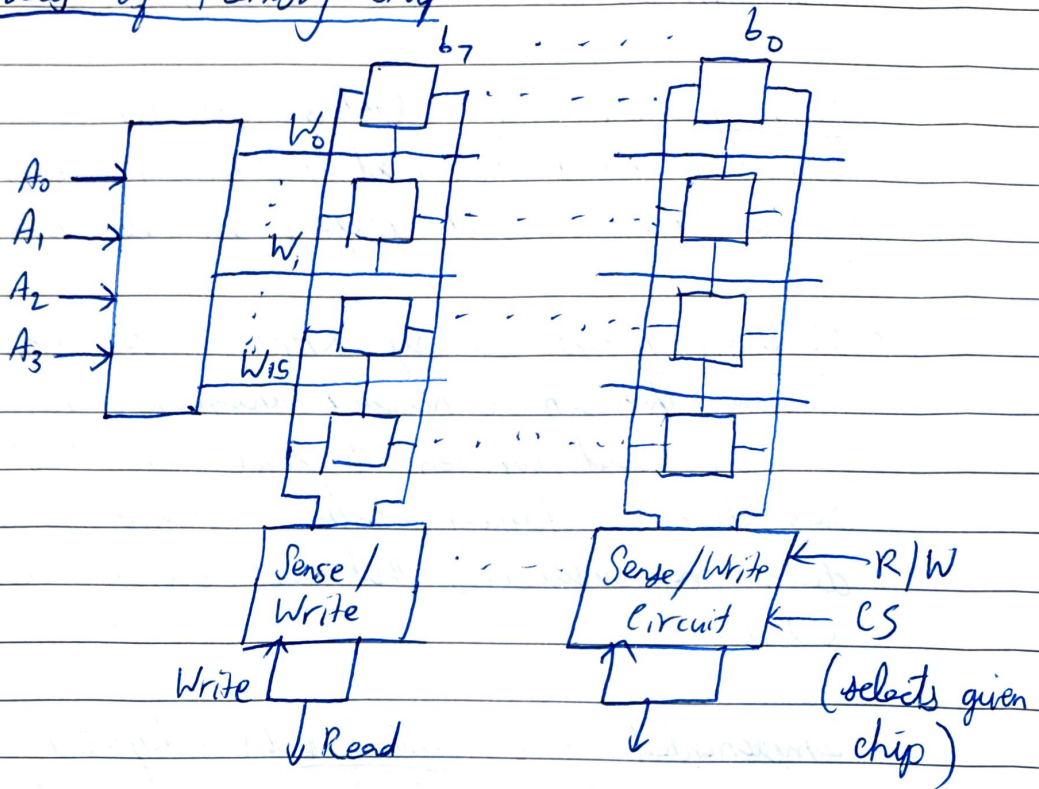 b7 . . . . . b0
W0
A0
A1
Wi
A2
A3
W15
Sense / Write
Sense/Write Circuit
R/W
CS
(selects given chip)
Write
Read